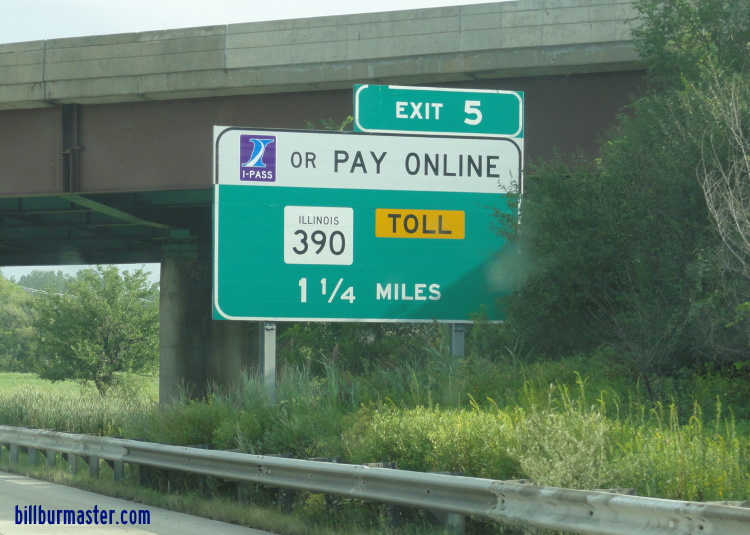 EXIT 5
I-PASS OR PAY ONLINE
ILLINOIS
390 TOLL
1 1/4 MILES
billburmaster.com